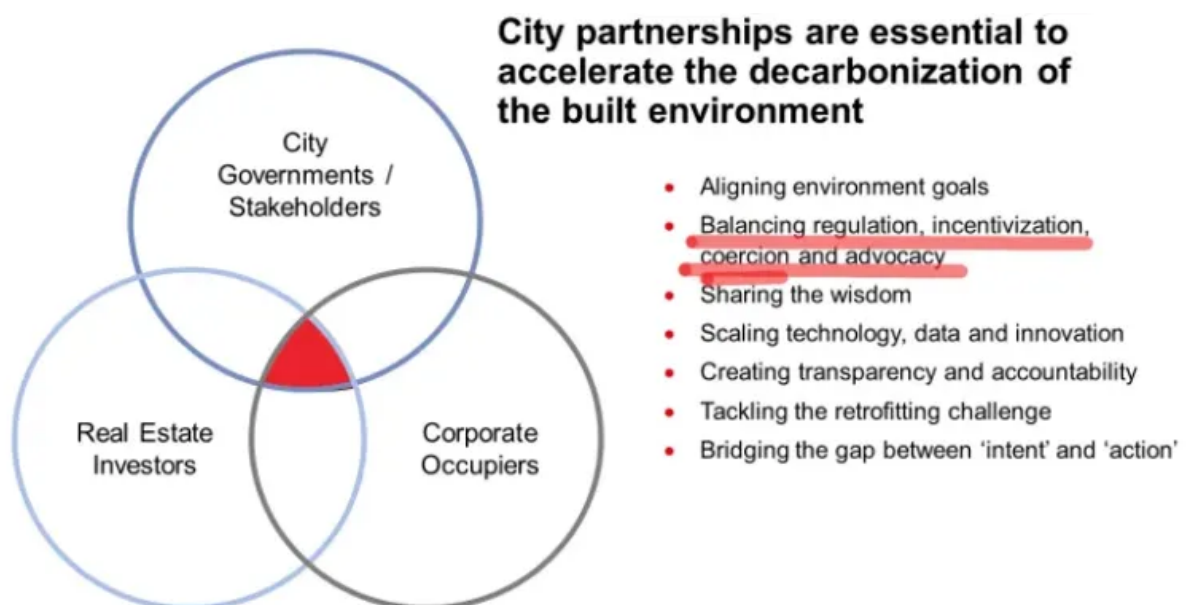 City partnerships are essential to
accelerate the decarbonization of
the built environment
City
Governments /
Stakeholders
Real Estate
Investors
Corporate
Occupiers
• Aligning environment goals
• Balancing regulation, incentivization,
coercion and advocacy
• Sharing the wisdom
• Scaling technology, data and innovation
• Creating transparency and accountability
• Tackling the retrofitting challenge
• Bridging the gap between ‘intent’ and ‘action’